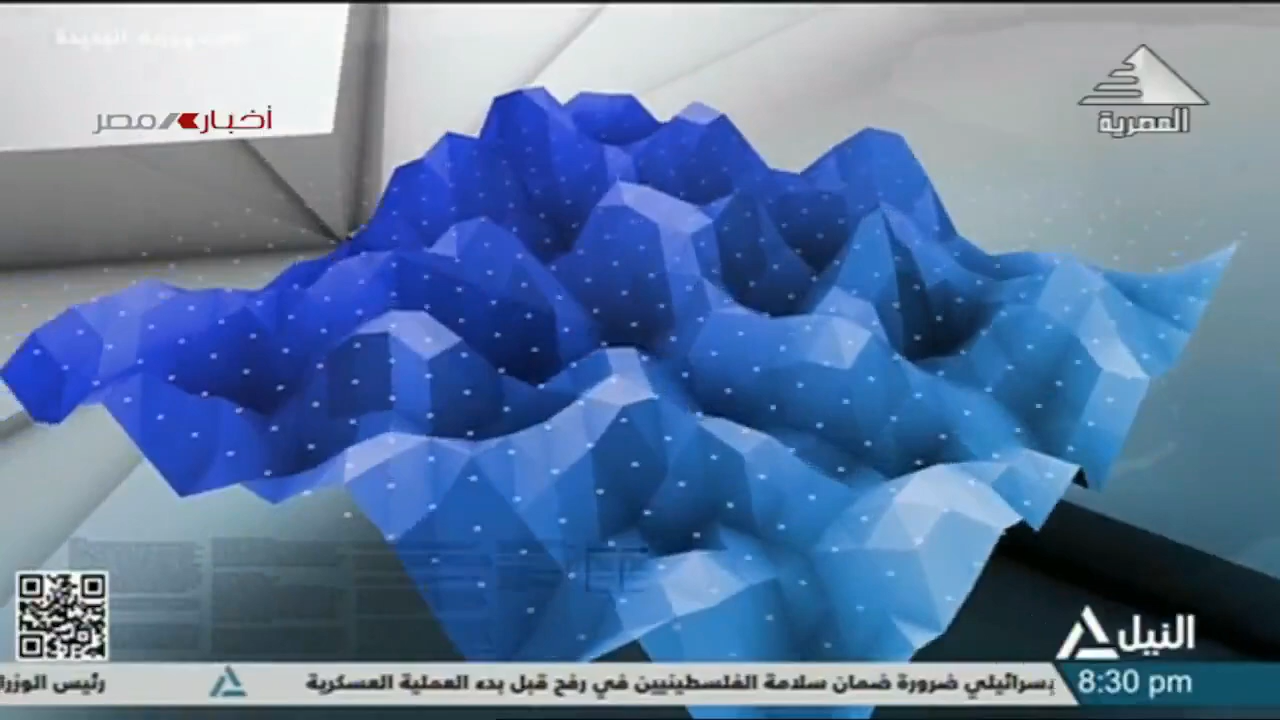 أخبار مصر
المصرية
النيل
8:30 pm
إسرائيلي ضرورة ضمان سلامة الفلسطينيين في رفح قبل بدء العملية العسكرية
رئيس